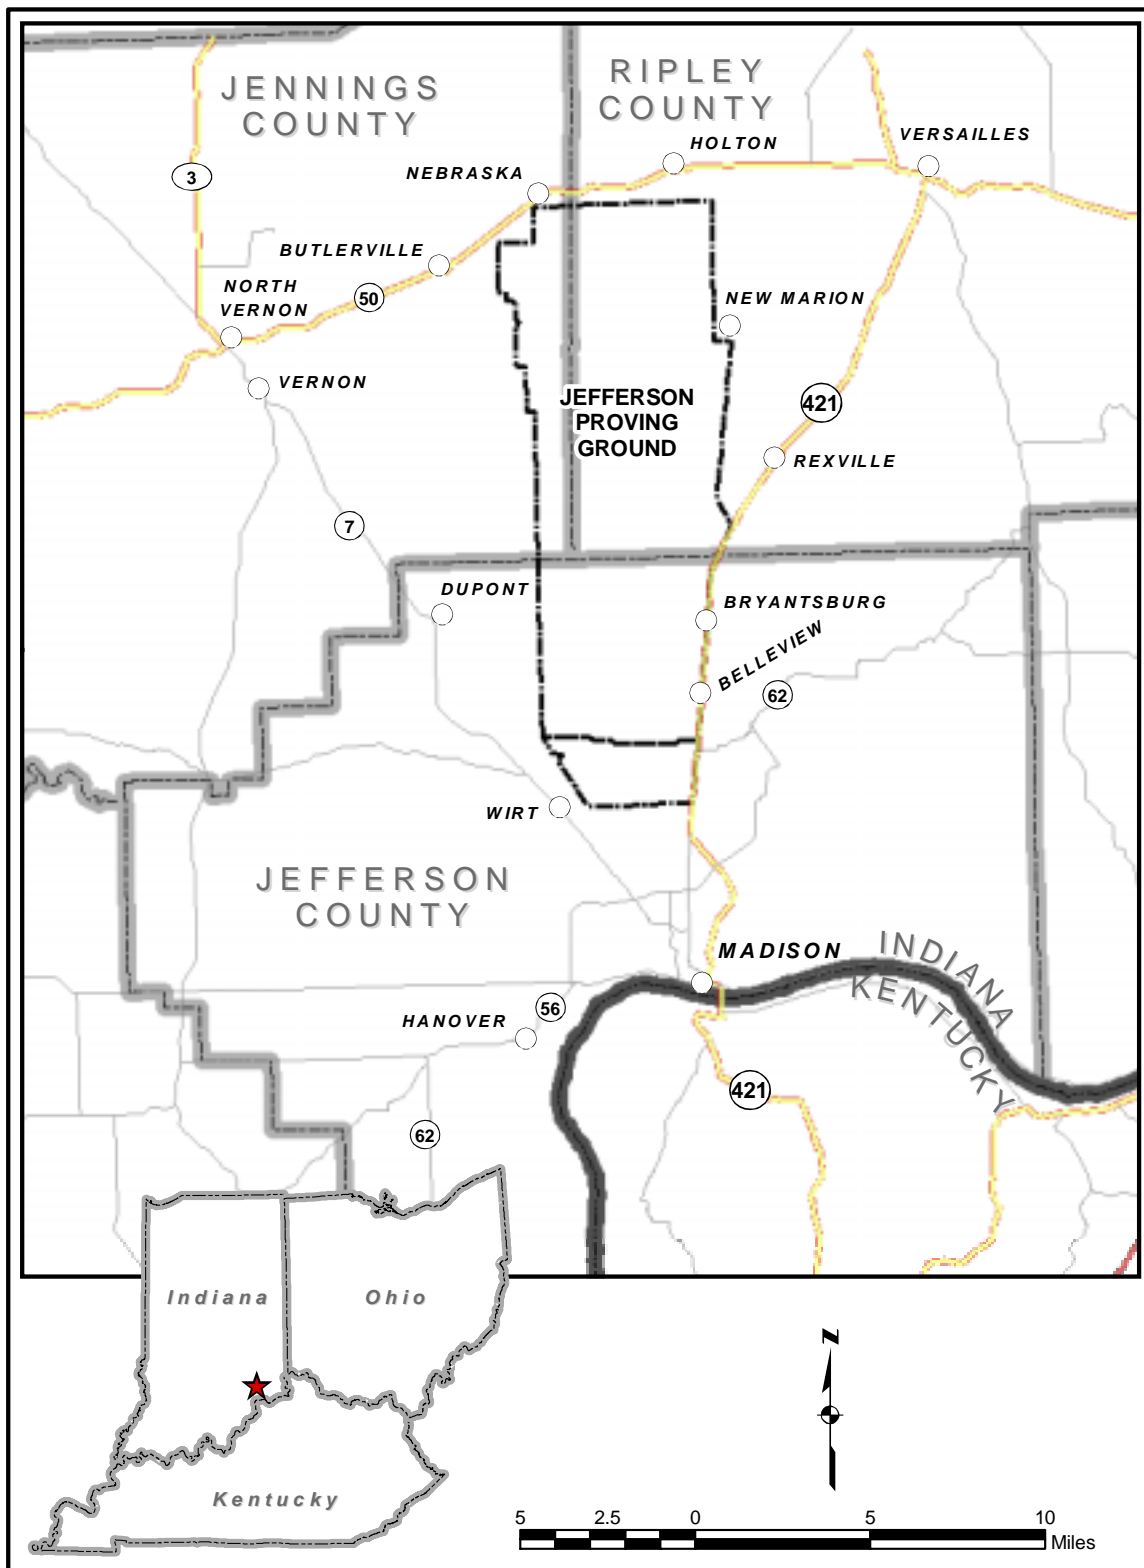 JENNINGS
COUNTY
RIPLEY
COUNTY
HOLTON
VERSAILLES
NEBRASKA
3
BUTLERVILLE
NORTH
VERNON
50
NEW MARION
VERNON
JEFFERSON
PROVING
GROUND
421
REXVILLE
7
DUPONT
BRYANTSBURG
BELLEVIEW
62
WIRT
JEFFERSON
COUNTY
MADISON
INDIANA
KENTUCKY
56
HANOVER
421
62
Indiana
Ohio
Kentucky
N
5 2.5 0 5 10
Miles